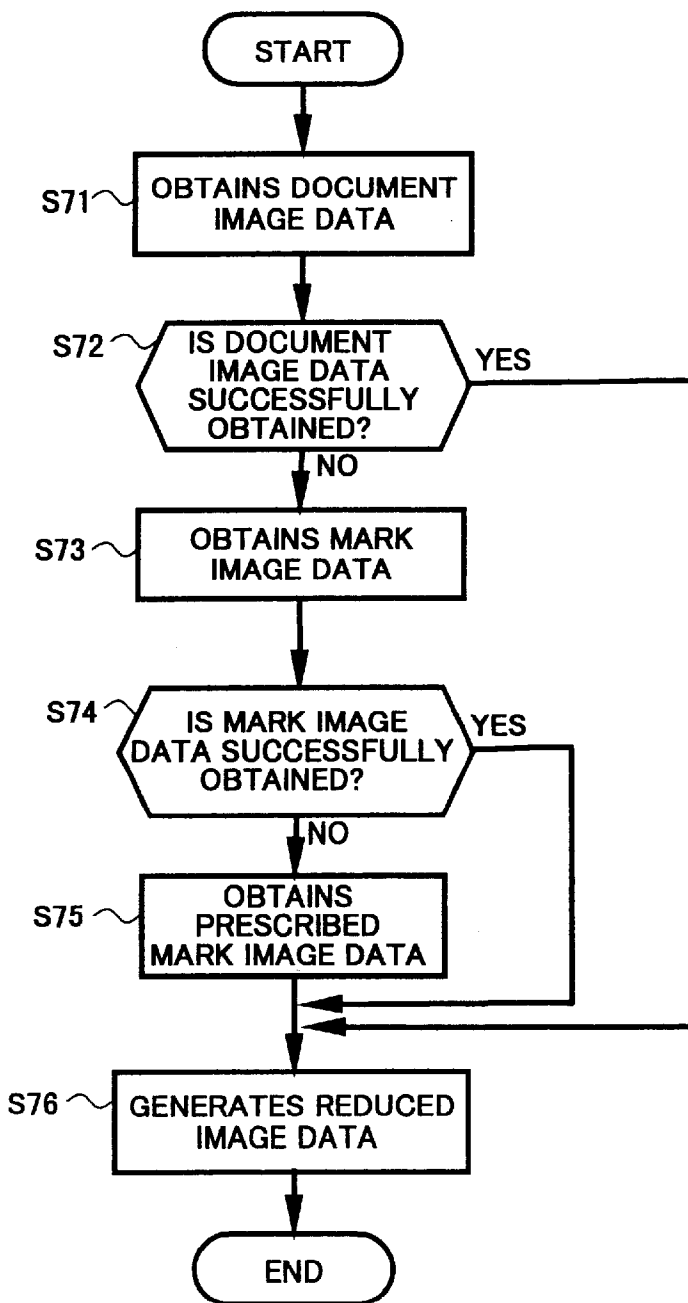 START
S71
OBTAINS DOCUMENT
IMAGE DATA
S72
IS DOCUMENT
IMAGE DATA
SUCCESSFULLY
OBTAINED?
YES
NO
S73
OBTAINS MARK
IMAGE DATA
S74
IS MARK IMAGE
DATA SUCCESSFULLY
OBTAINED?
YES
NO
S75
OBTAINS
PRESCRIBED
MARK IMAGE DATA
S76
GENERATES REDUCED
IMAGE DATA
END